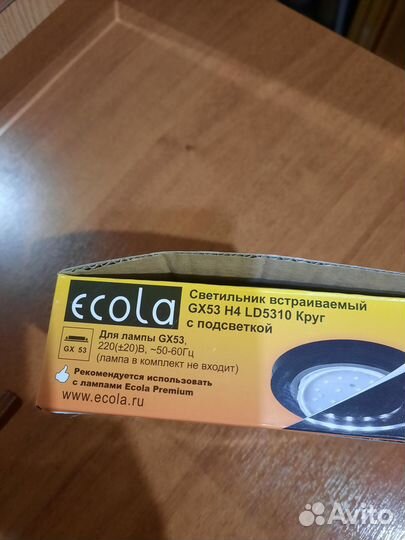 ecola
Светильник встраиваемый
GX53 H4 LD5310 Круг
с подсветкой
GX 53
Для лампы GX53,
220(±20)В, ~50-60Гц
(лампа в комплект не входит)
Рекомендуется использовать
с лампами Ecola Premium
www.ecola.ru
Avito